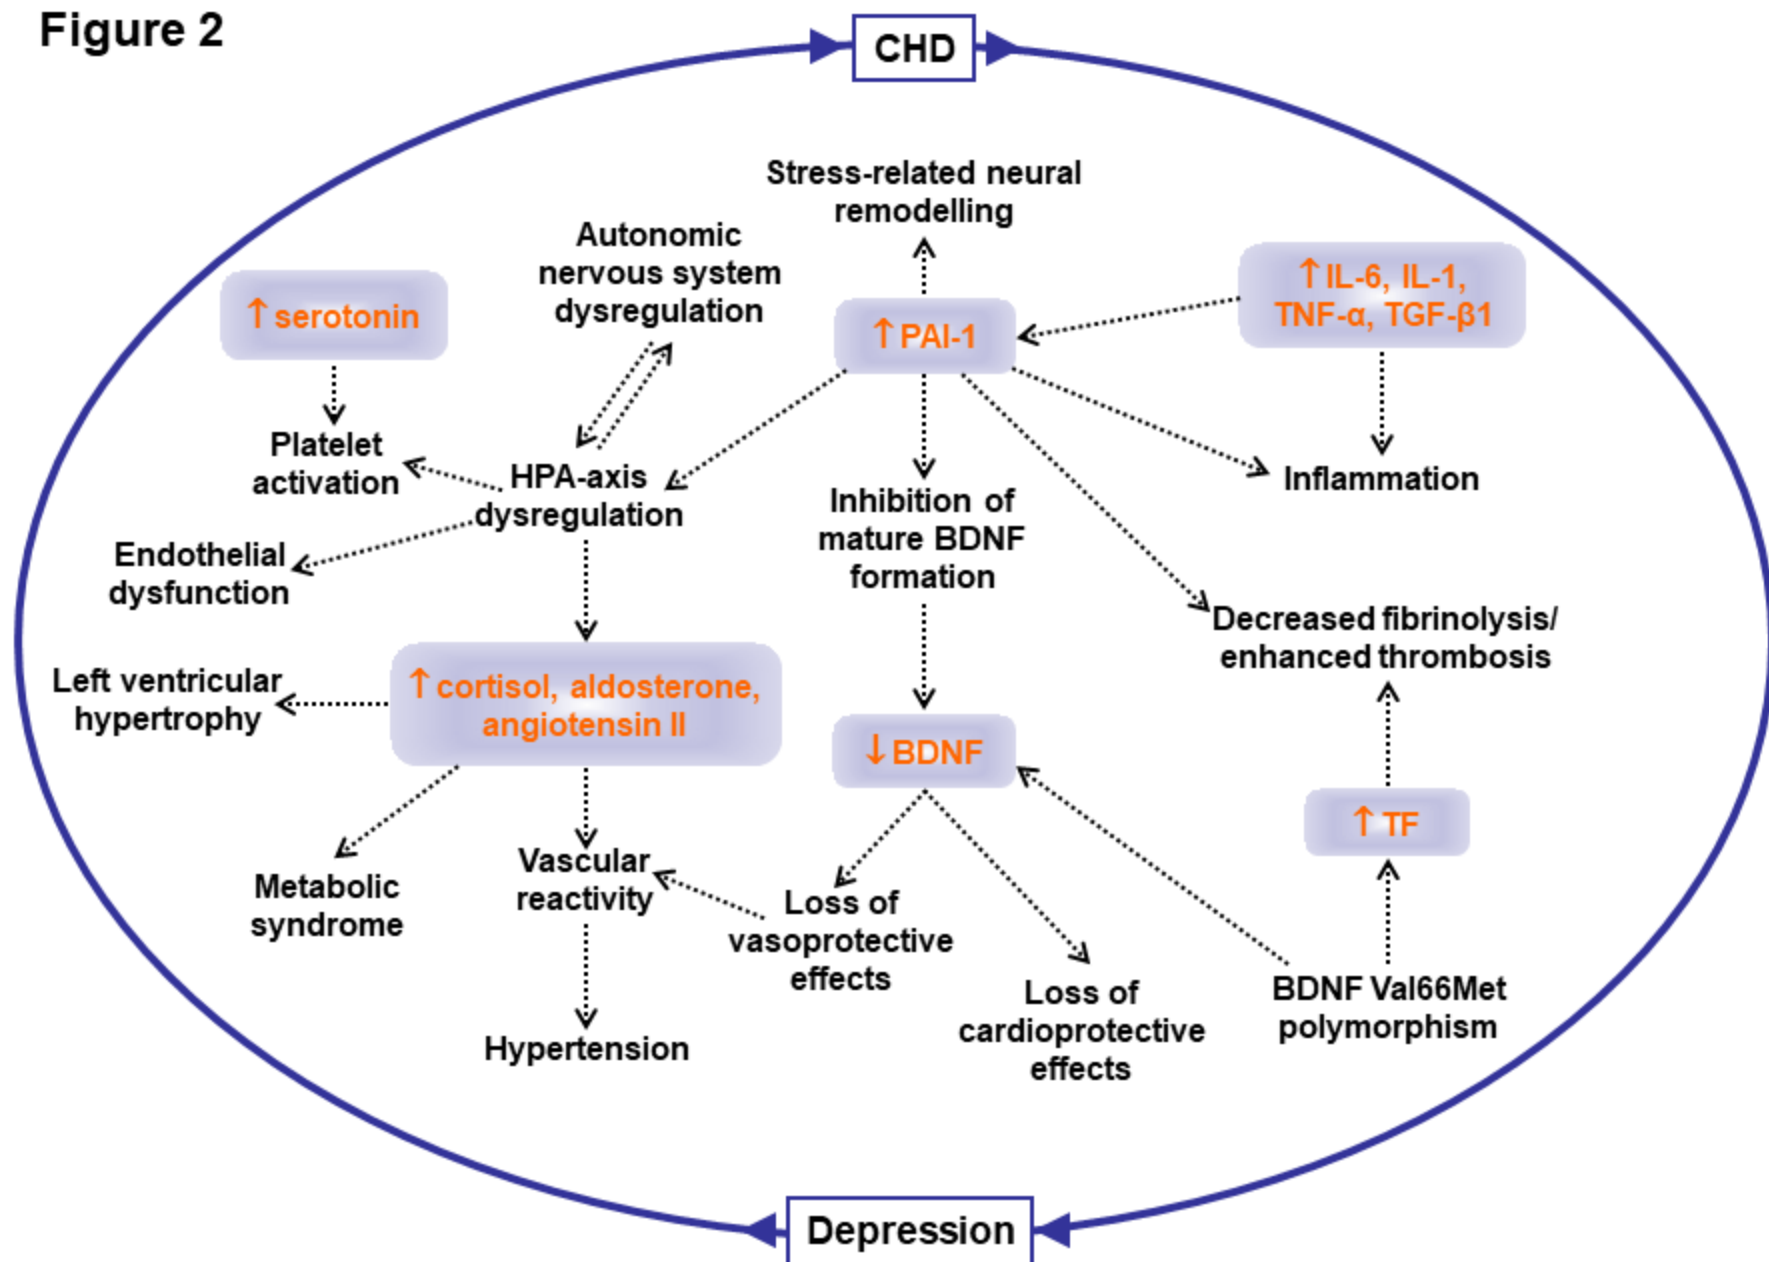 Figure 2
CHD
Stress-related neural
remodelling
Autonomic
nervous system
dysregulation
↑serotonin
↑PAI-1
↑IL-6, IL-1,
TNF-α, TGF-β1
Platelet
activation
HPA-axis
dysregulation
Inhibition of
mature BDNF
formation
Inflammation
Endothelial
dysfunction
Decreased fibrinolysis/
enhanced thrombosis
Left ventricular
hypertrophy
↑cortisol, aldosterone,
angiotensin II
↓BDNF
↑TF
Metabolic
syndrome
Vascular
reactivity
Loss of
vasoprotective
effects
Loss of
cardioprotective
effects
BDNF Val66Met
polymorphism
Hypertension
Depression